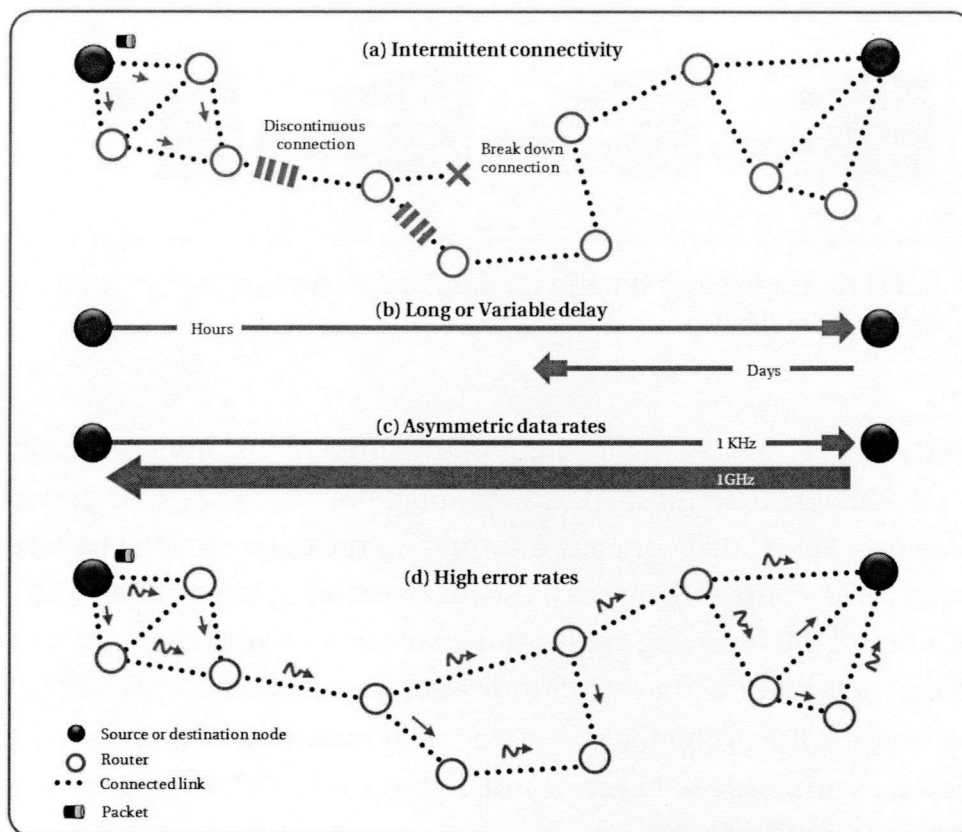 (a) Intermittent connectivity
Discontinuous
connection
Break down
connection
(b) Long or Variable delay
Hours
Days
(c) Asymmetric data rates
1 KHz
1GHz
(d) High error rates
Source or destination node
Router
Connected link
Packet